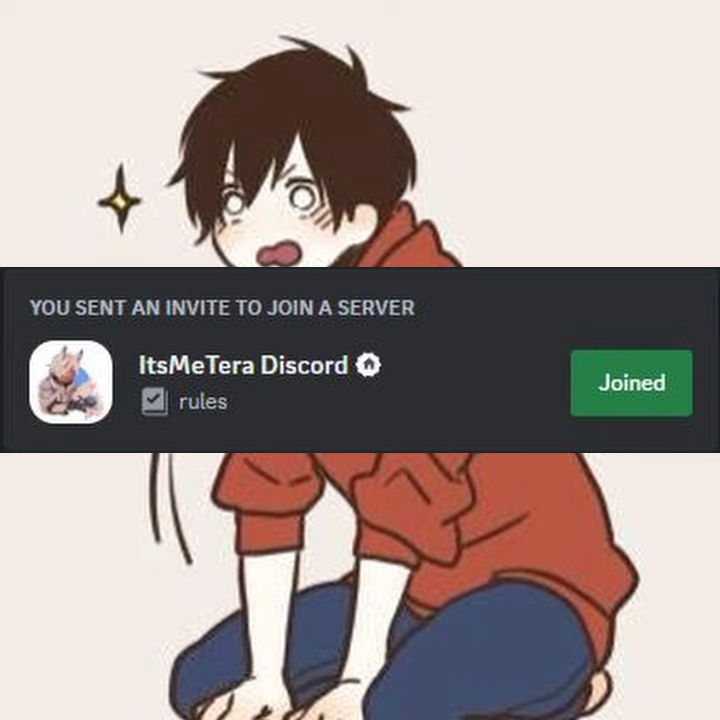 YOU SENT AN INVITE TO JOIN A SERVER
ItsMeTera Discord
rules
Joined